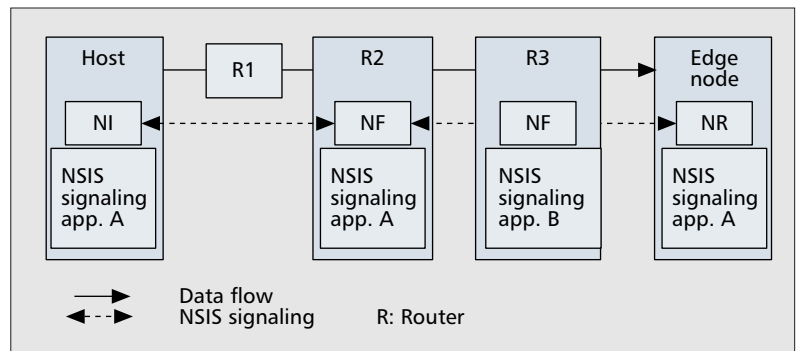 Host
R1
R2
R3
Edge
node
NI
NF
NF
NR
NSIS
signaling
app. A
NSIS
signaling
app. A
NSIS
signaling
app. B
NSIS
signaling
app. A
Data flow
NSIS signaling
R: Router